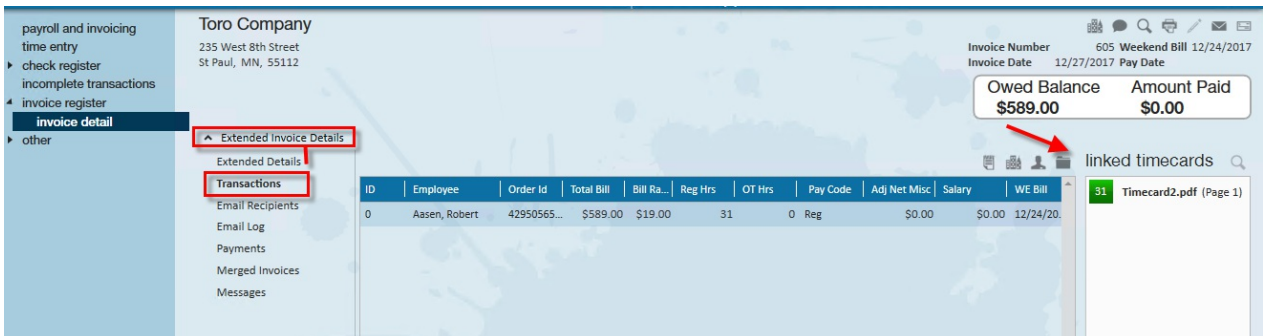 payroll and invoicing
time entry
check register
incomplete transactions
invoice register
invoice detail
other
Toro Company
235 West 8th Street
St Paul, MN, 55112
Invoice Number 605 Weekend Bill 12/24/2017
Invoice Date 12/27/2017 Pay Date
Owed Balance Amount Paid
$589.00 $0.00
Extended Invoice Details
Extended Details
Transactions
Email Recipients
Email Log
Payments
Merged Invoices
Messages
ID Employee Order Id Total Bill Bill Ra... Reg Hrs OT Hrs Pay Code Adj Net Misc Salary WE Bill
0 Aasen, Robert 42950565... $589.00 $19.00 31 0 Reg $0.00 $0.00 12/24/20.
linked timecards
31 Timecard2.pdf (Page 1)